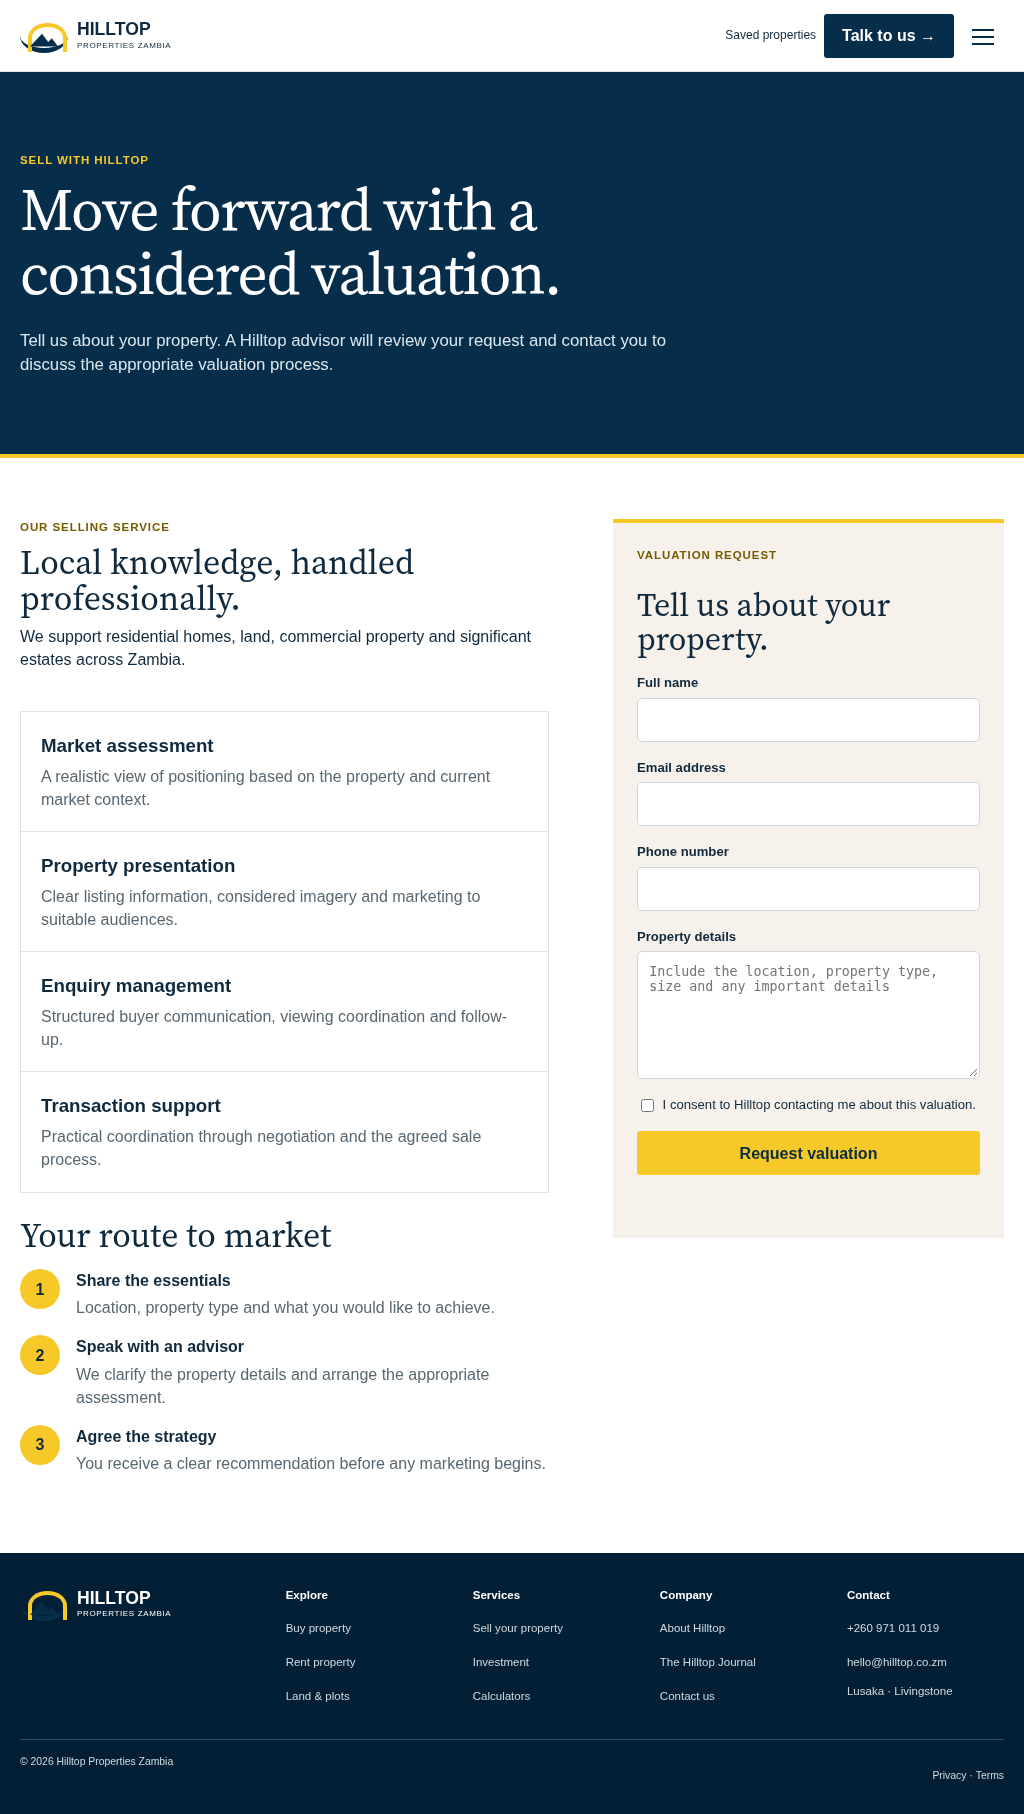 HILLTOP
PROPERTIES ZAMBIA
Saved properties
Talk to us →
SELL WITH HILLTOP
Move forward with a
considered valuation.
Tell us about your property. A Hilltop advisor will review your request and contact you to
discuss the appropriate valuation process.
OUR SELLING SERVICE
Local knowledge, handled
professionally.
We support residential homes, land, commercial property and significant
estates across Zambia.
Market assessment
A realistic view of positioning based on the property and current
market context.
Property presentation
Clear listing information, considered imagery and marketing to
suitable audiences.
Enquiry management
Structured buyer communication, viewing coordination and follow-
up.
Transaction support
Practical coordination through negotiation and the agreed sale
process.
Your route to market
1
Share the essentials
Location, property type and what you would like to achieve.
2
Speak with an advisor
We clarify the property details and arrange the appropriate
assessment.
3
Agree the strategy
You receive a clear recommendation before any marketing begins.
VALUATION REQUEST
Tell us about your
property.
Full name
Email address
Phone number
Property details
Include the location, property type,
size and any important details
I consent to Hilltop contacting me about this valuation.
Request valuation
HILLTOP
PROPERTIES ZAMBIA
Explore
Buy property
Rent property
Land & plots
Services
Sell your property
Investment
Calculators
Company
About Hilltop
The Hilltop Journal
Contact us
Contact
+260 971 011 019
hello@hilltop.co.zm
Lusaka · Livingstone
© 2026 Hilltop Properties Zambia
Privacy · Terms